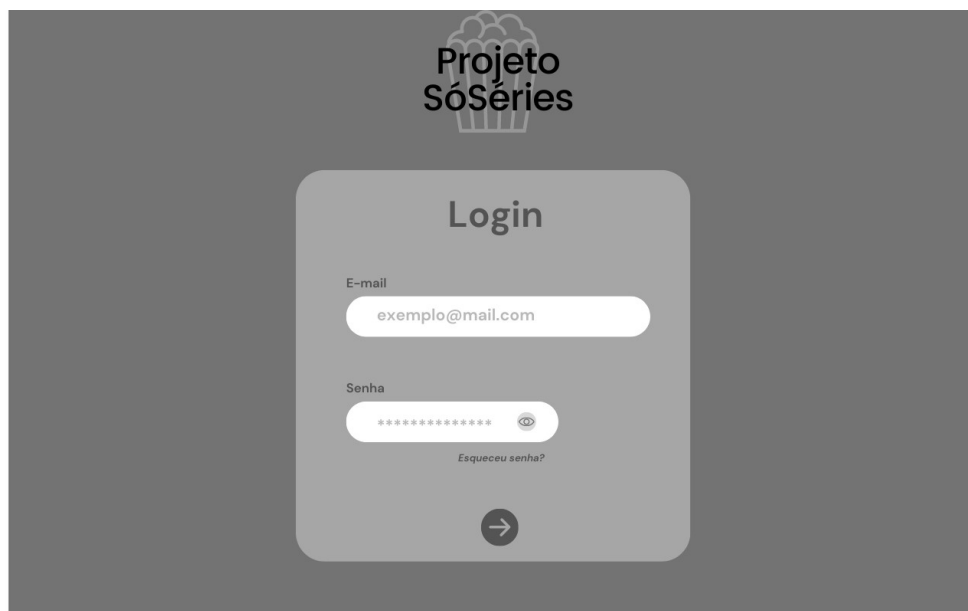 Projeto
SóSéries
Login
E-mail
exemplo@mail.com
Senha
**************
Esqueceu senha?